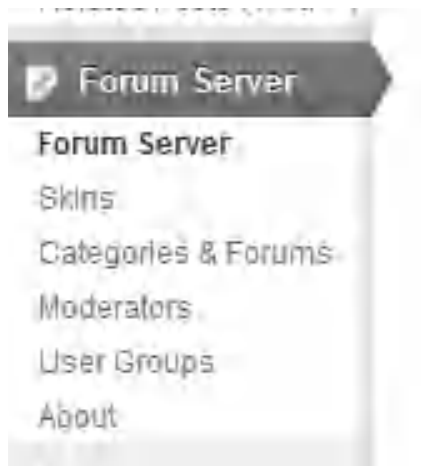 Forum Server
Forum Server
Skins
Categories & Forums
Moderators
User Groups
About